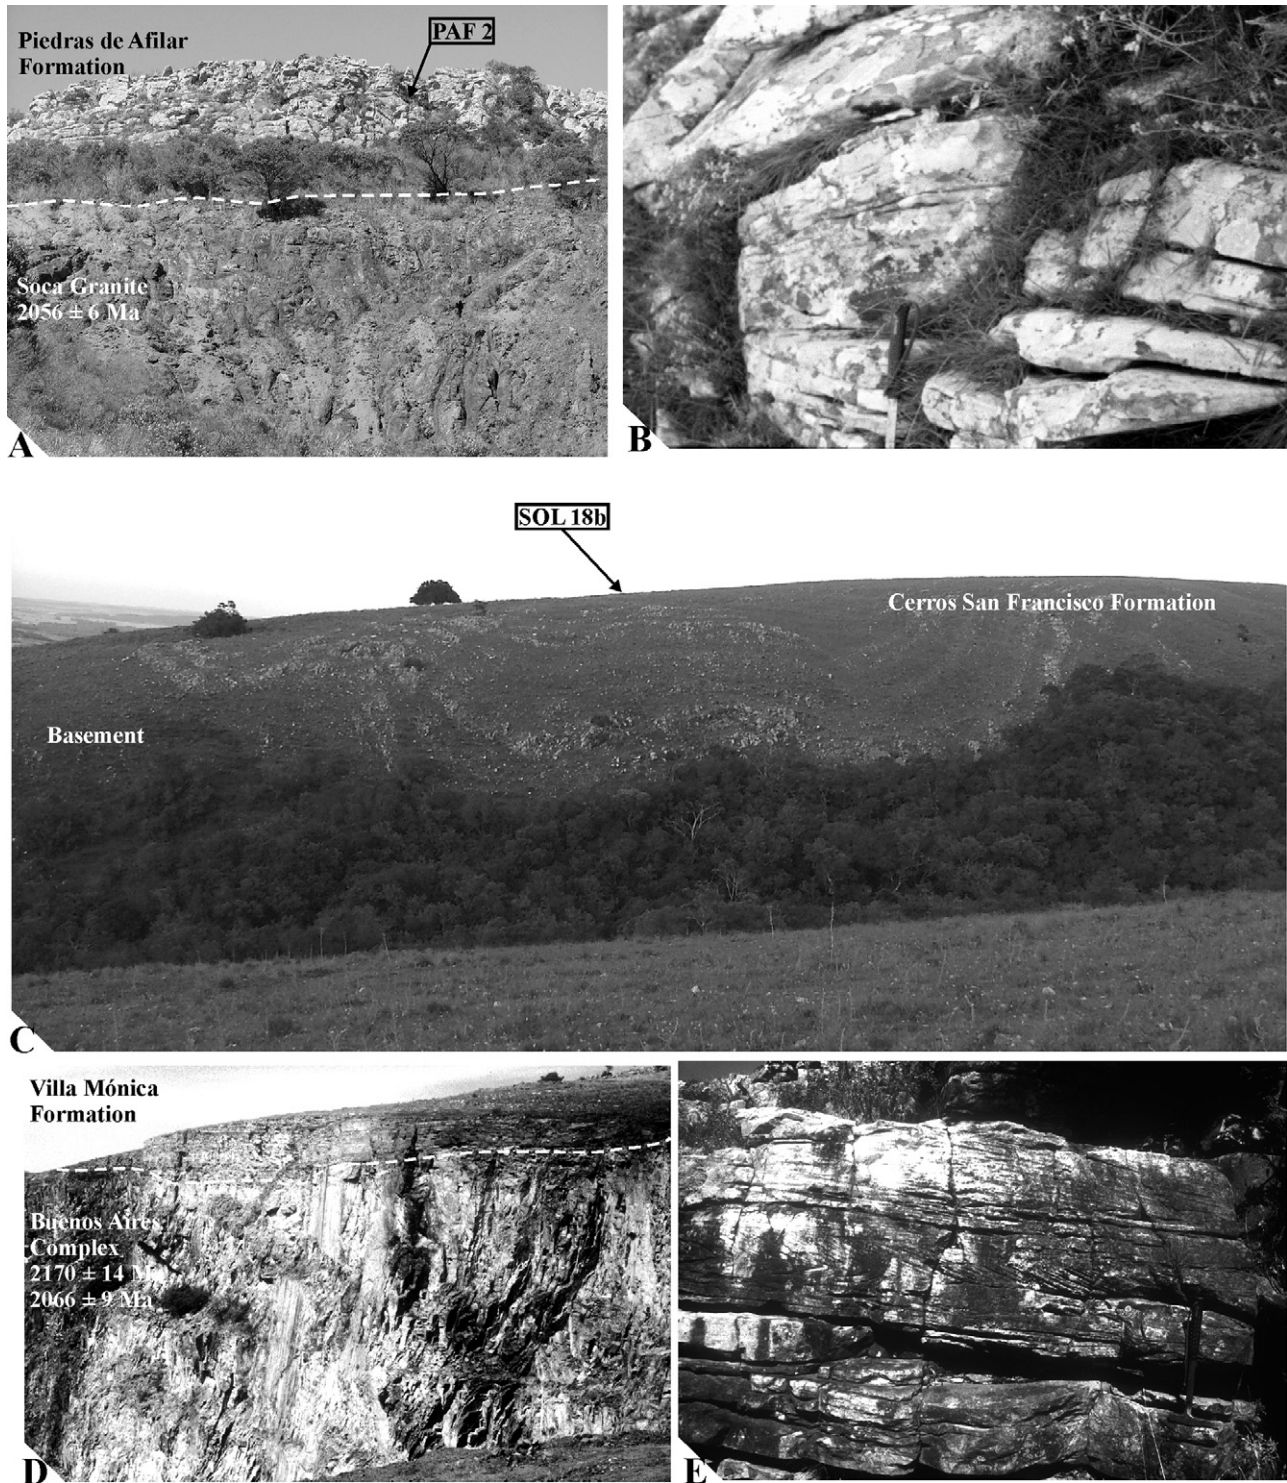 PAF 2
Piedras de Afilar
Formation
Soca Granite
2056 ± 6 Ma
A
B
SOL 18b
Cerros San Francisco Formation
Basement
C
Villa Mónica
Formation
Buenos Aires
Complex
2170 ± 14 Ma
2066 ± 9 Ma
D
E